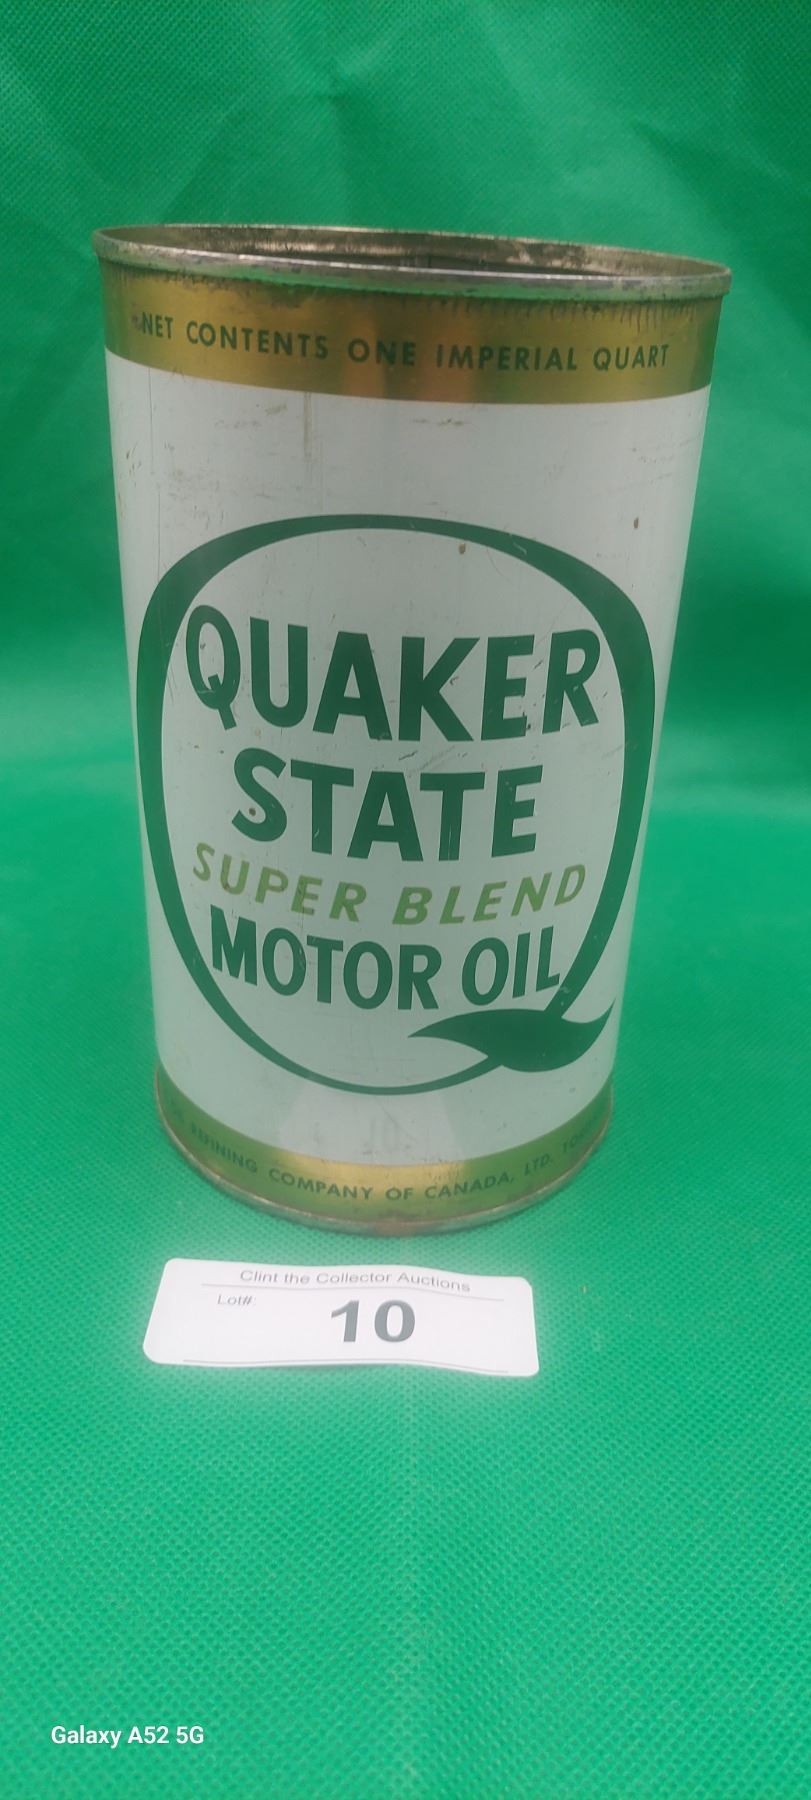 NET CONTENTS ONE IMPERIAL QUART
QUAKER
STATE
SUPER BLEND
MOTOR OIL
REFINING COMPANY OF CANADA, LTD.
Clint the Collector Auctions
Lot#:
10
Galaxy A52 5G